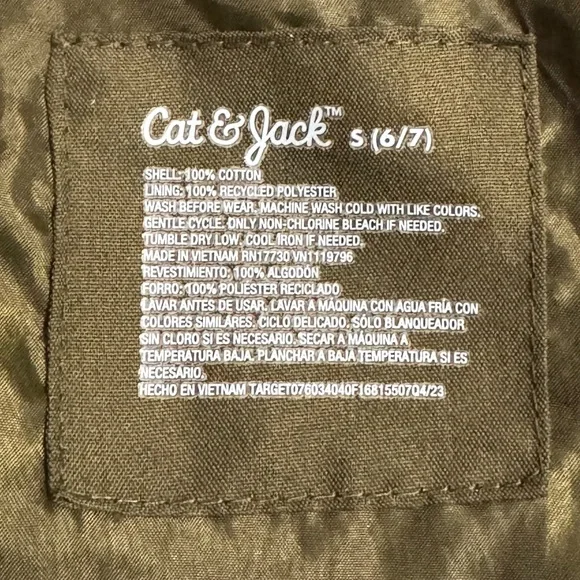 Cat & Jack™ S (6/7)
SHELL: 100% COTTON
LINING: 100% RECYCLED POLYESTER
WASH BEFORE WEAR. MACHINE WASH COLD WITH LIKE COLORS.
GENTLE CYCLE. ONLY NON-CHLORINE BLEACH IF NEEDED.
TUMBLE DRY LOW. COOL IRON IF NEEDED.
MADE IN VIETNAM RN17730 VN1119796
REVESTIMIENTO: 100% ALGODÓN
FORRO: 100% POLIÉSTER RECICLADO
LAVAR ANTES DE USAR. LAVAR A MÁQUINA CON AGUA FRÍA CON
COLORES SIMILARES. CICLO DELICADO. SÓLO BLANQUEADOR
SIN CLORO SI ES NECESARIO. SECAR A MÁQUINA A
TEMPERATURA BAJA. PLANCHAR A BAJA TEMPERATURA SI ES
NECESARIO.
HECHO EN VIETNAM TARGET076034040F1681550704/23